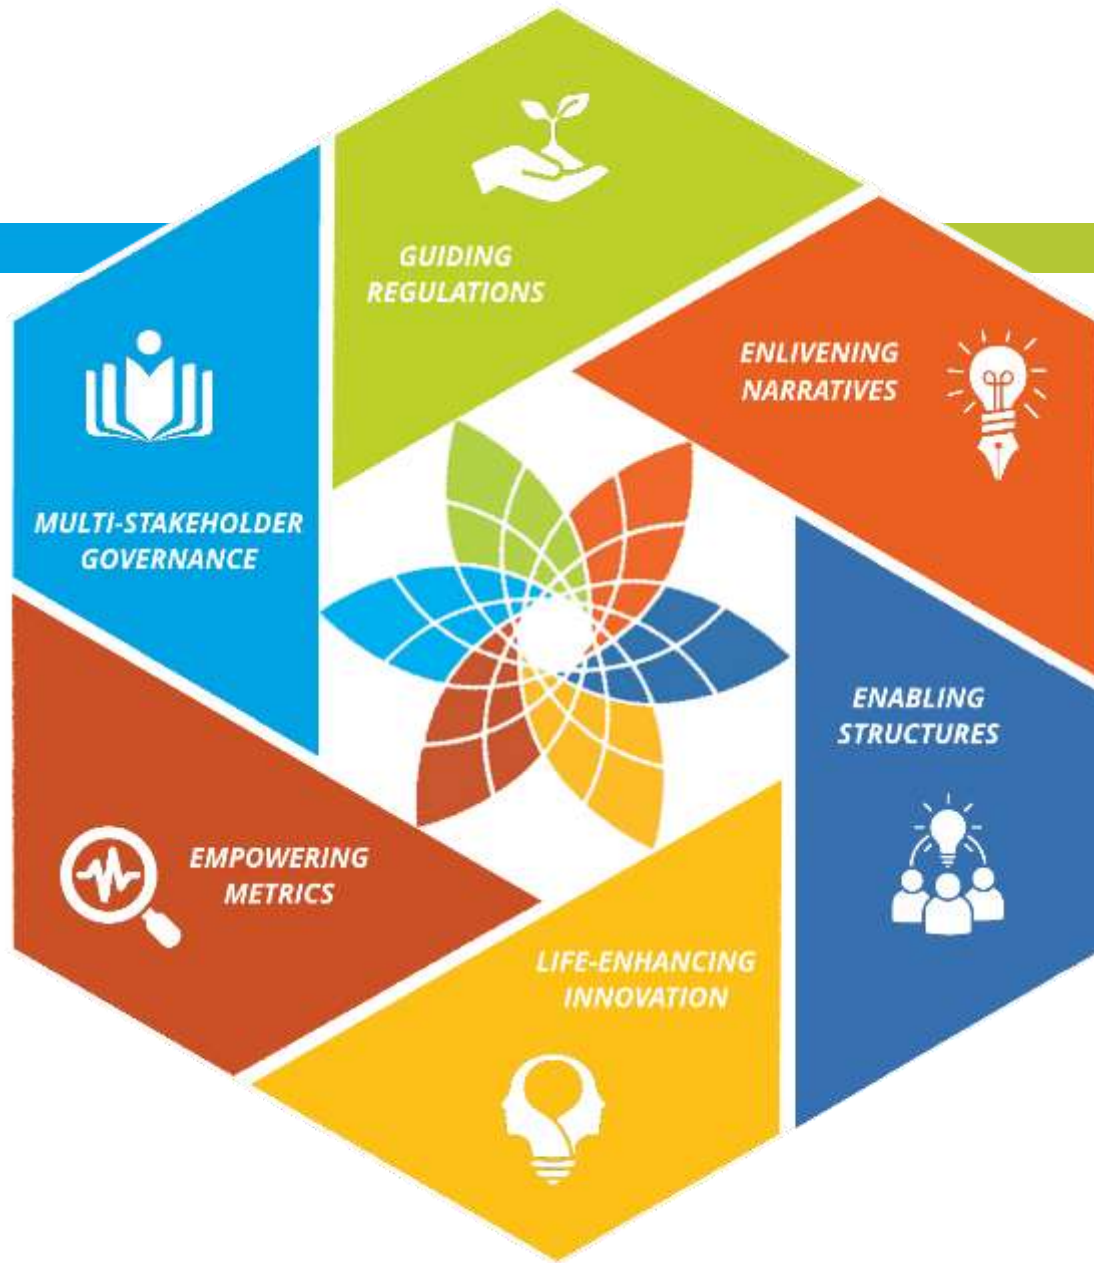 GUIDING
REGULATIONS
ENLIVENING
NARRATIVES
MULTI-STAKEHOLDER
GOVERNANCE
ENABLING
STRUCTURES
EMPOWERING
METRICS
LIFE-ENHANCING
INNOVATION